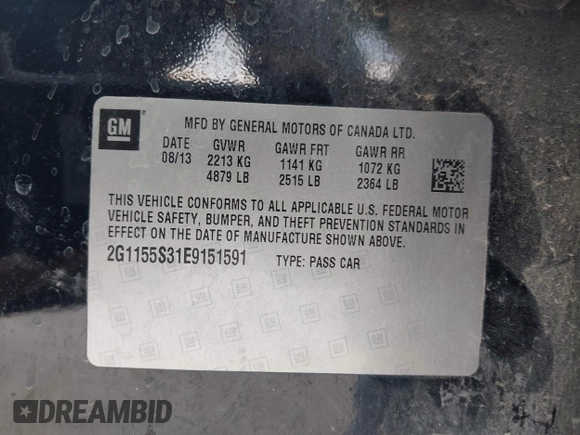 GM
MFD BY GENERAL MOTORS OF CANADA LTD.
DATE GVWR GAWR FRT GAWR RR
08/13 2213 KG 1141 KG 1072 KG
4879 LB 2515 LB 2364 LB
THIS VEHICLE CONFORMS TO ALL APPLICABLE U.S. FEDERAL MOTOR
VEHICLE SAFETY, BUMPER, AND THEFT PREVENTION STANDARDS IN
EFFECT ON THE DATE OF MANUFACTURE SHOWN ABOVE.
2G1155S31E9151591 TYPE: PASS CAR
DREAMBID